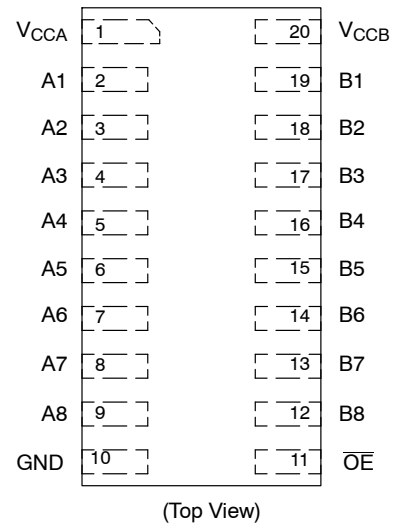 VCCA 1 20 VCCB
A1 2 19 B1
A2 3 18 B2
A3 4 17 B3
A4 5 16 B4
A5 6 15 B5
A6 7 14 B6
A7 8 13 B7
A8 9 12 B8
GND 10 11 O̅E̅
(Top View)